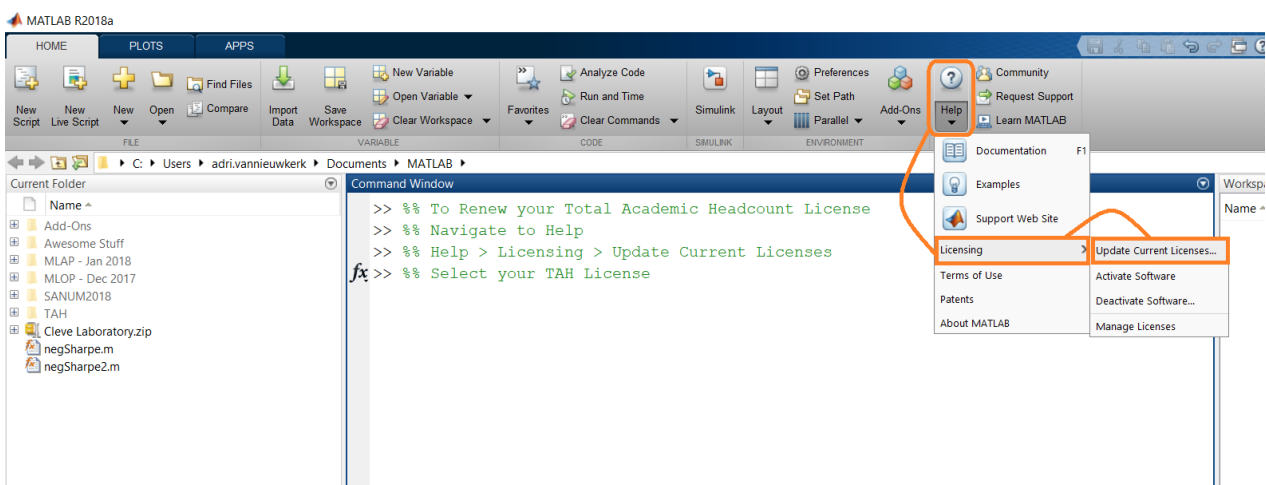 MATLAB R2018a
HOME PLOTS APPS
New Script
New Live Script
New
Open
Find Files
Compare
Import Data
Save Workspace
New Variable
Open Variable
Clear Workspace
Favorites
Analyze Code
Run and Time
Clear Commands
Simulink
Layout
Preferences
Set Path
Parallel
Add-Ons
Help
Community
Request Support
Learn MATLAB
FILE VARIABLE CODE SIMULINK ENVIRONMENT
C: Users adri.vannieuwkerk Documents MATLAB
Current Folder
Name
Add-Ons
Awesome Stuff
MLAP - Jan 2018
MLOP - Dec 2017
SANUM2018
TAH
Cleve Laboratory.zip
negSharpe.m
negSharpe2.m
Command Window
>> %% To Renew your Total Academic Headcount License
>> %% Navigate to Help
>> %% Help > Licensing > Update Current Licenses
fx >> %% Select your TAH License
Documentation F1
Examples
Support Web Site
Licensing
Terms of Use
Patents
About MATLAB
Update Current Licenses...
Activate Software
Deactivate Software...
Manage Licenses
Name